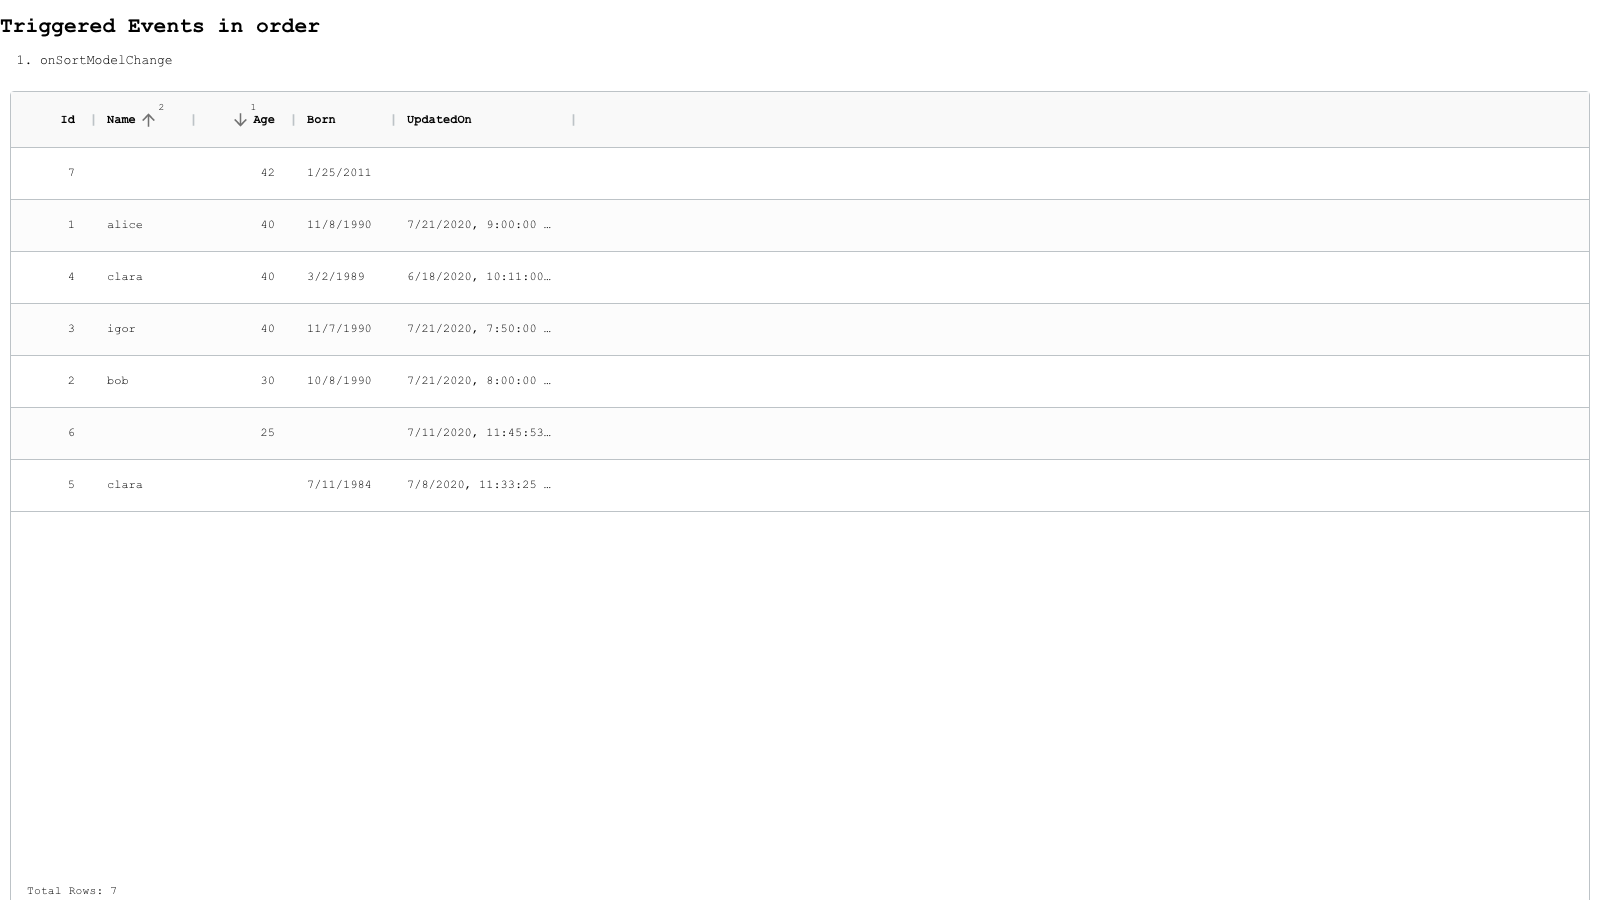 Triggered Events in order
1. onSortModelChange
Id Name 2 1 Age Born UpdatedOn
7 42 1/25/2011
1 alice 40 11/8/1990 7/21/2020, 9:00:00 …
4 clara 40 3/2/1989 6/18/2020, 10:11:00…
3 igor 40 11/7/1990 7/21/2020, 7:50:00 …
2 bob 30 10/8/1990 7/21/2020, 8:00:00 …
6 25 7/11/2020, 11:45:53…
5 clara 7/11/1984 7/8/2020, 11:33:25 …
Total Rows: 7